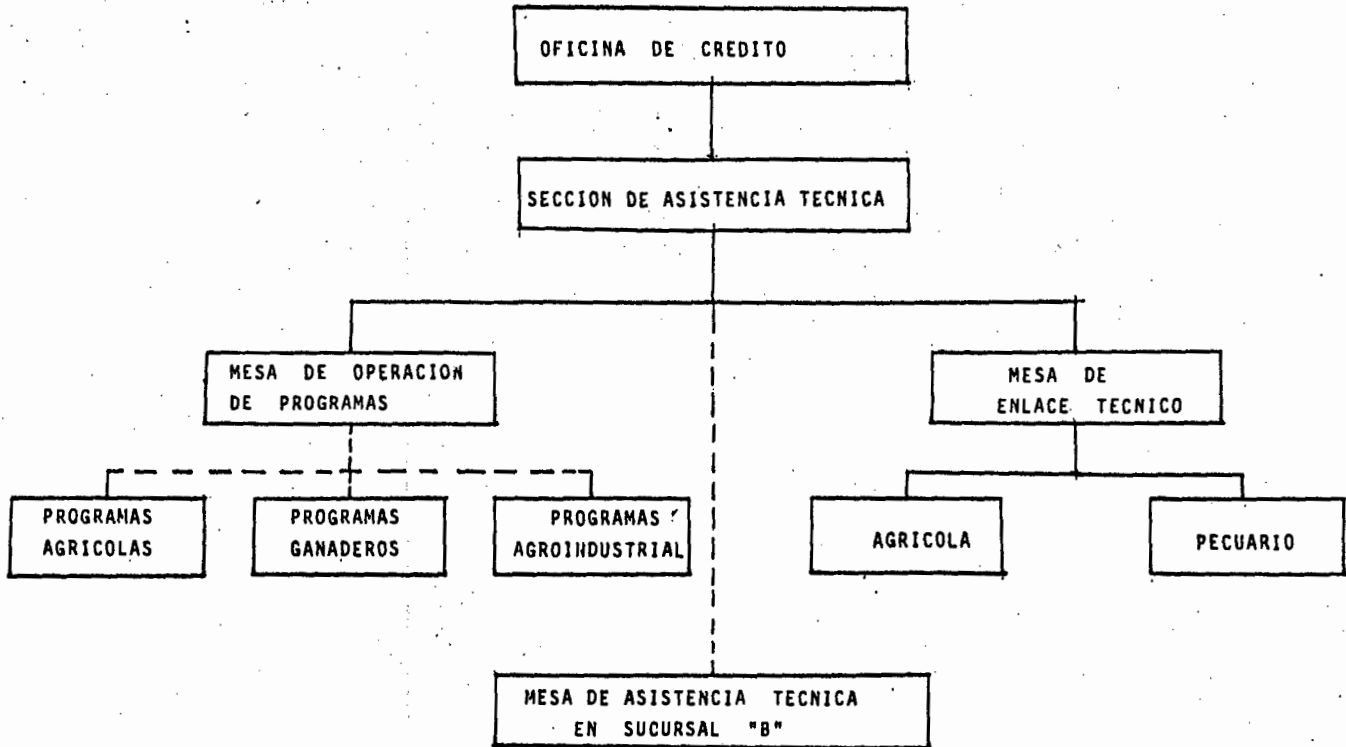 OFICINA DE CREDITO
SECCION DE ASISTENCIA TECNICA
MESA DE OPERACION
DE PROGRAMAS
MESA DE
ENLACE TECNICO
PROGRAMAS
AGRICOLAS
PROGRAMAS
GANADEROS
PROGRAMAS
AGROINDUSTRIAL
AGRICOLA
PECUARIO
MESA DE ASISTENCIA TECNICA
EN SUCURSAL "B"